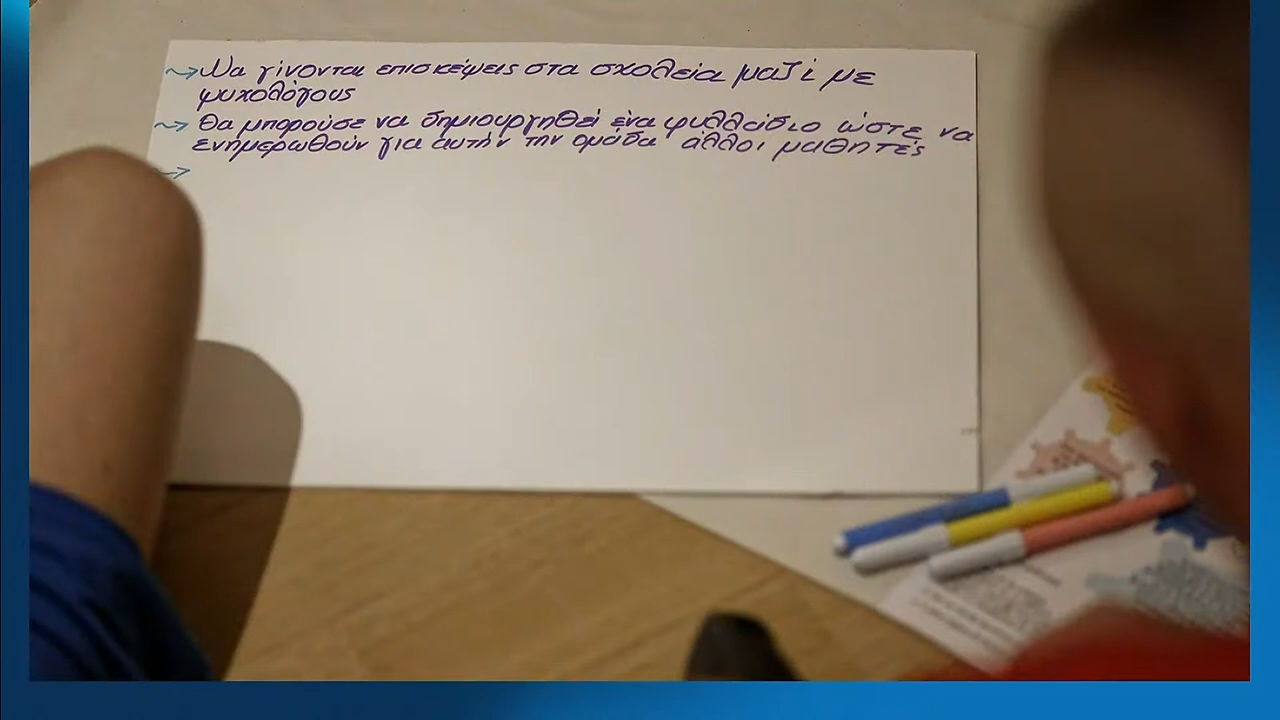 Να γίνονται επισκέψεις στα σχολεία μαζί με
ψυχολόγους
Θα μπορούσε να δημιουργηθεί ένα φυλλάδιο ώστε να
ενημερωθούν για αυτήν την ομάδα άλλοι μαθητές